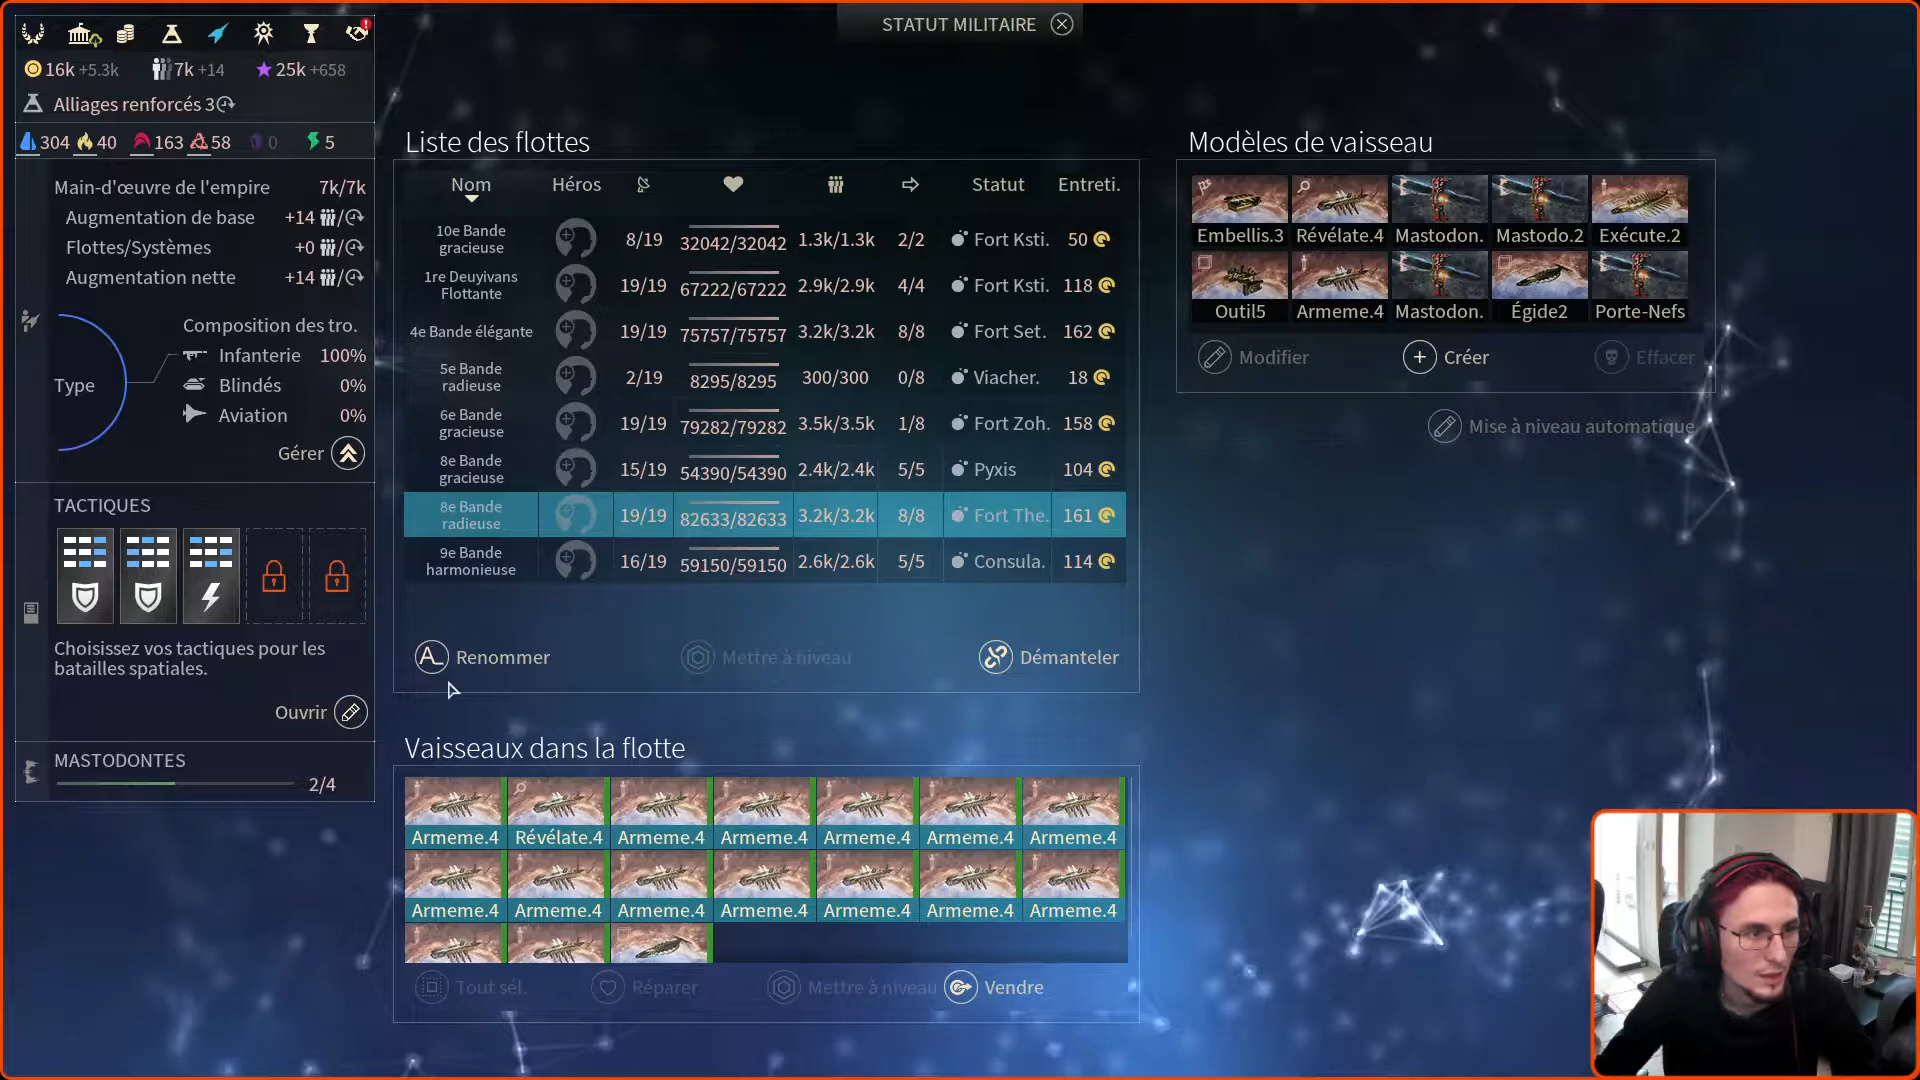 STATUT MILITAIRE
16k +5.3k 7k +14 25k +658
Alliages renforcés 3
304 40 163 58 0 5
Main-d'œuvre de l'empire 7k/7k
Augmentation de base +14 /
Flottes/Systèmes +0 /
Augmentation nette +14 /
Composition des tro.
Type
Infanterie 100%
Blindés 0%
Aviation 0%
Gérer
TACTIQUES
Choisissez vos tactiques pour les
batailles spatiales.
Ouvrir
MASTODONTES
2/4
Liste des flottes
Nom Héros Statut Entreti.
10e Bande gracieuse 8/19 32042/32042 1.3k/1.3k 2/2 Fort Ksti. 50
1re Deuyivans Flottante 19/19 67222/67222 2.9k/2.9k 4/4 Fort Ksti. 118
4e Bande élégante 19/19 75757/75757 3.2k/3.2k 8/8 Fort Set. 162
5e Bande radieuse 2/19 8295/8295 300/300 0/8 Viacher. 18
6e Bande gracieuse 19/19 79282/79282 3.5k/3.5k 1/8 Fort Zoh. 158
8e Bande gracieuse 15/19 54390/54390 2.4k/2.4k 5/5 Pyxis 104
8e Bande radieuse 19/19 82633/82633 3.2k/3.2k 8/8 Fort The. 161
9e Bande harmonieuse 16/19 59150/59150 2.6k/2.6k 5/5 Consula. 114
Renommer Mettre à niveau Démanteler
Vaisseaux dans la flotte
Armeme.4 Révélate.4 Armeme.4 Armeme.4 Armeme.4 Armeme.4 Armeme.4
Armeme.4 Armeme.4 Armeme.4 Armeme.4 Armeme.4 Armeme.4 Armeme.4
Tout sél. Réparer Mettre à niveau Vendre
Modèles de vaisseau
Embellis.3 Révélate.4 Mastodon. Mastodo.2 Exécute.2
Outil5 Armeme.4 Mastodon. Égide2 Porte-Nefs
Modifier Créer Effacer
Mise à niveau automatique